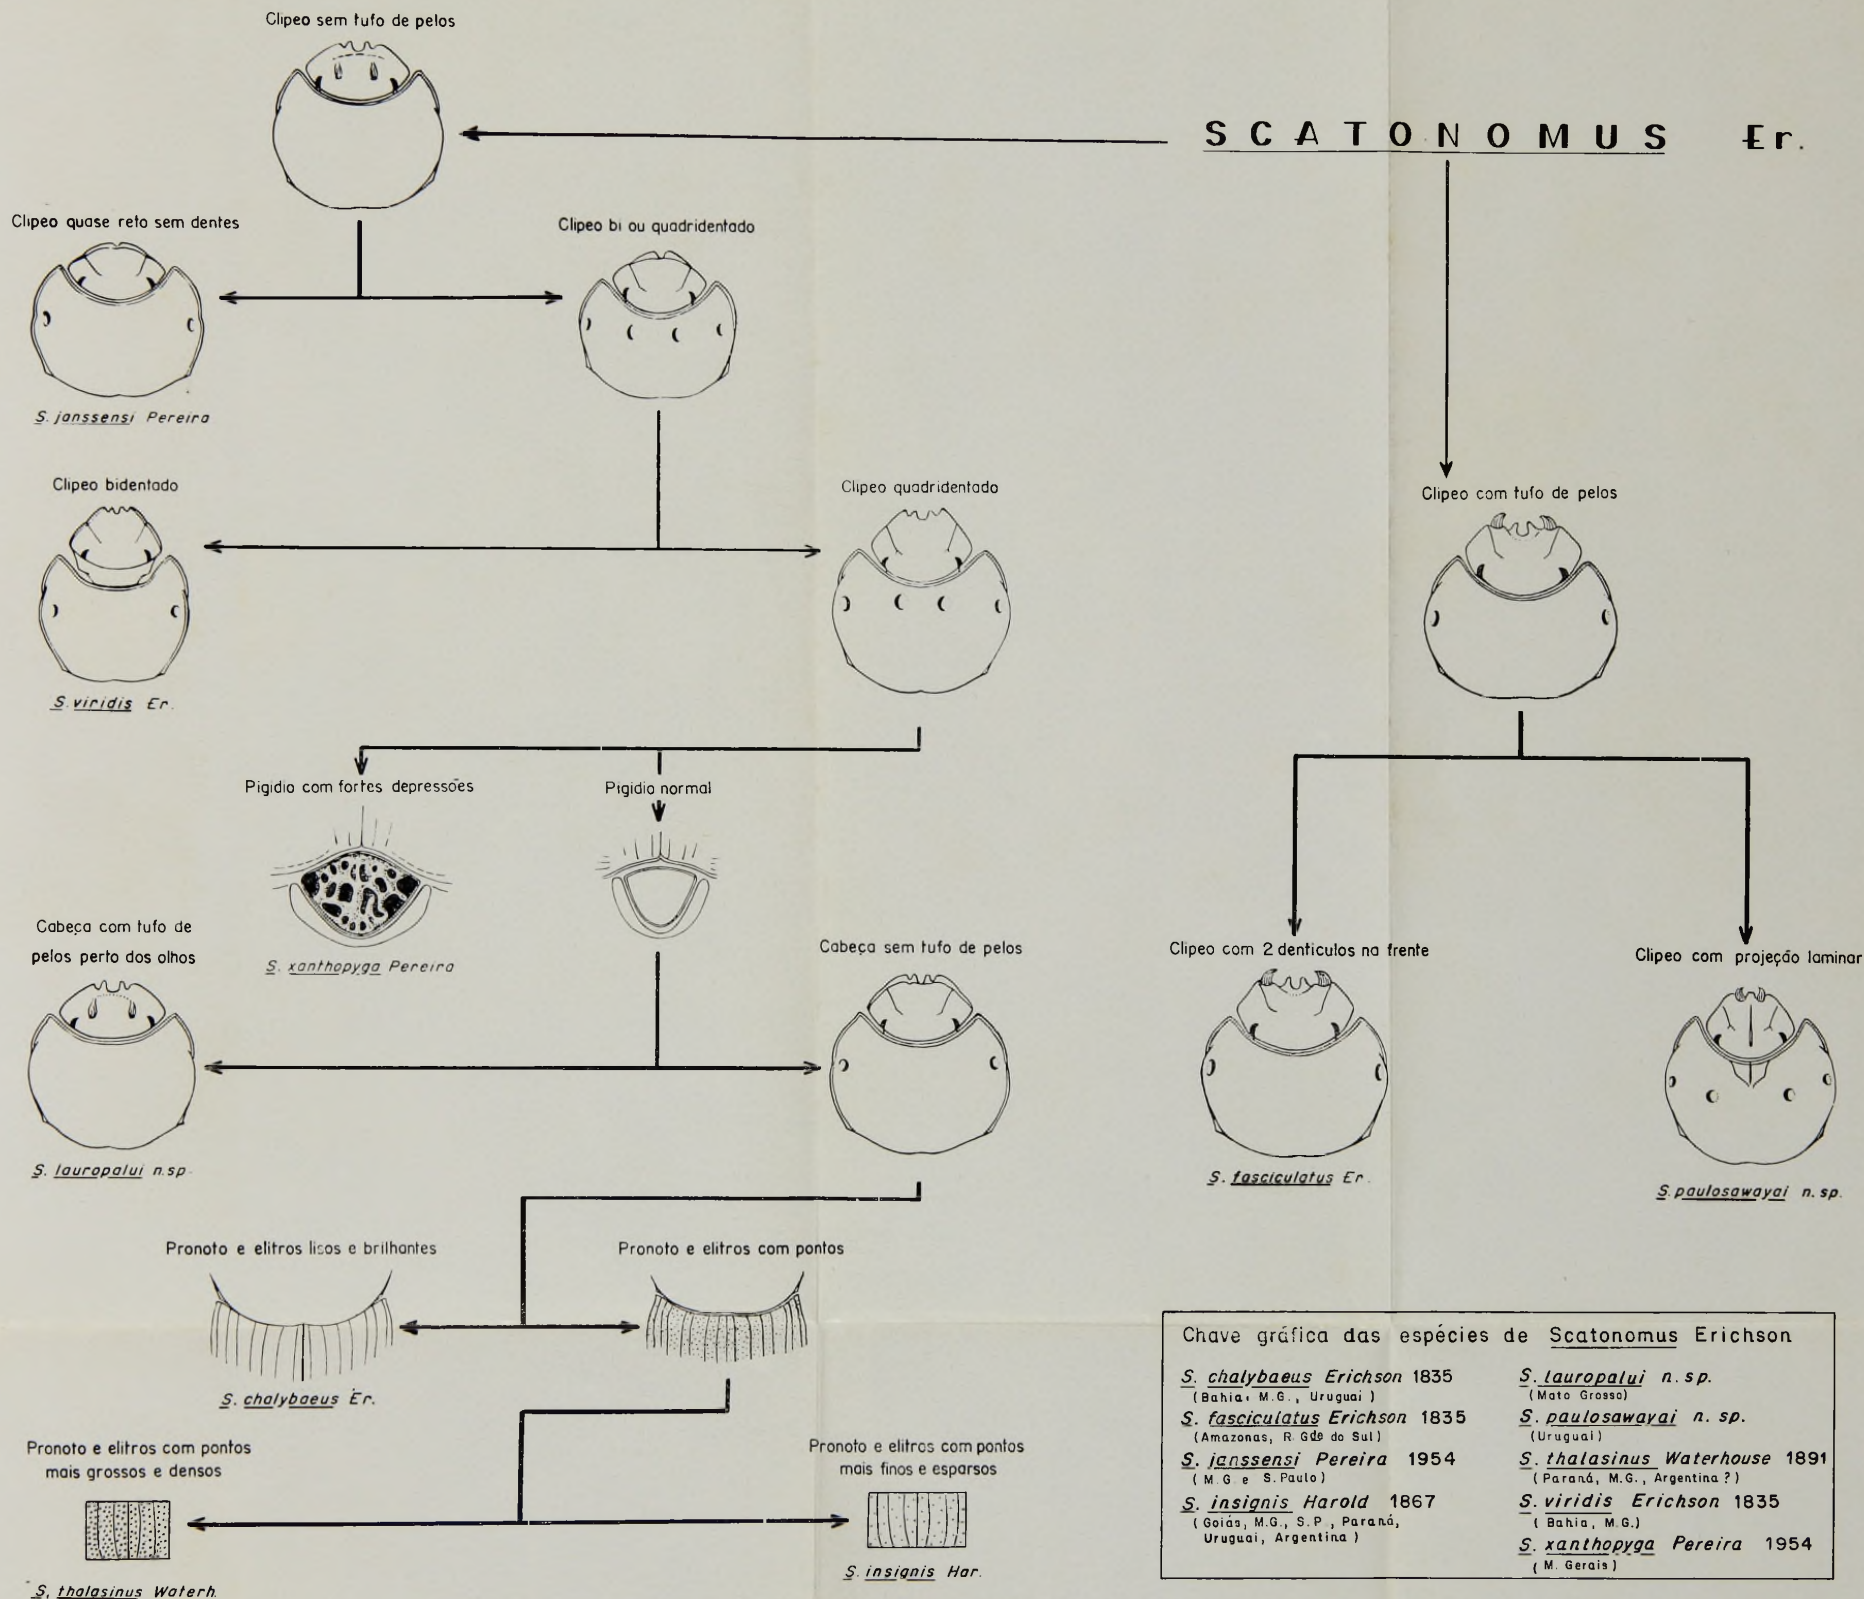 Clipeo sem tufo de pelos
SCATONOMUS Er.
Clipeo quase reto sem dentes
Clipeo bi ou quadridentado
S. janssensi Pereira
Clipeo bidentado
Clipeo quadridentado
Clipeo com tufo de pelos
S. viridis Er.
Pigidio com fortes depressões
Pigidio normal
S. xanthopyga Pereira
Cabeça com tufo de
pelos perto dos olhos
Cabeça sem tufo de pelos
Clipeo com 2 denticulos na frente
Clipeo com projeção laminar
S. lauropalui n.sp.
S. fasciculatus Er.
S. paulosawayai n. sp.
Pronoto e elitros lisos e brilhantes
Pronoto e elitros com pontos
S. chalybaeus Er.
Pronoto e elitros com pontos
mais grossos e densos
Pronoto e elitros com pontos
mais finos e esparsos
S. thalasinus Waterh.
S. insignis Har.
Chave gráfica das espécies de Scatonomus Erichson
S. chalybaeus Erichson 1835
(Bahia, M.G., Uruguai)
S. fasciculatus Erichson 1835
(Amazonas, R. Gde do Sul)
S. janssensi Pereira 1954
(M.G. e S. Paulo)
S. insignis Harold 1867
(Goiás, M.G., S.P., Paraná,
Uruguai, Argentina)
S. lauropalui n. sp.
(Mato Grosso)
S. paulosawayai n. sp.
(Uruguai)
S. thalasinus Waterhouse 1891
(Paraná, M.G., Argentina ?)
S. viridis Erichson 1835
(Bahia, M.G.)
S. xanthopyga Pereira 1954
(M. Gerais)